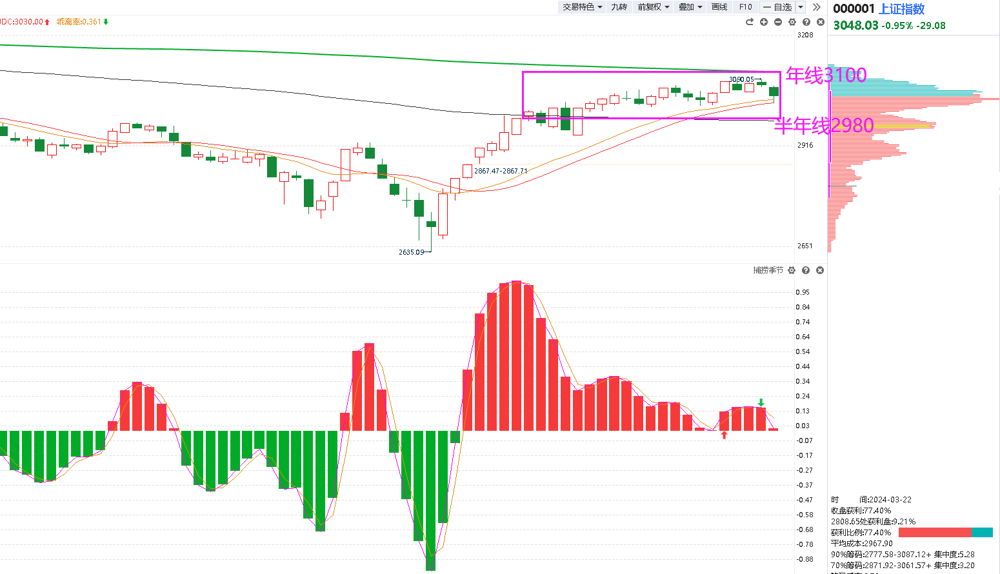 交易特色 九转 前复权 叠加 画线 F10 一 自选
000001 上证指数
3048.03 -0.95% -29.08
JDC:3030.00 乖离率:0.361
3208
年线3100
3090.05
半年线2980
2916
2867.47-2867.71
2651
2635.09
捕捞季节
0.95
0.84
0.74
0.64
0.54
0.44
0.34
0.24
0.13
0.03
-0.07
-0.17
-0.27
-0.37
-0.47
-0.58
-0.68
-0.78
-0.88
时 间:2024-03-22
收盘获利:77.40%
2808.65处获利盘:9.21%
获利比例:77.40%
平均成本:2967.90
90%筹码:2777.58-3087.12+ 集中度:5.28
70%筹码:2871.92-3061.57+ 集中度:3.20